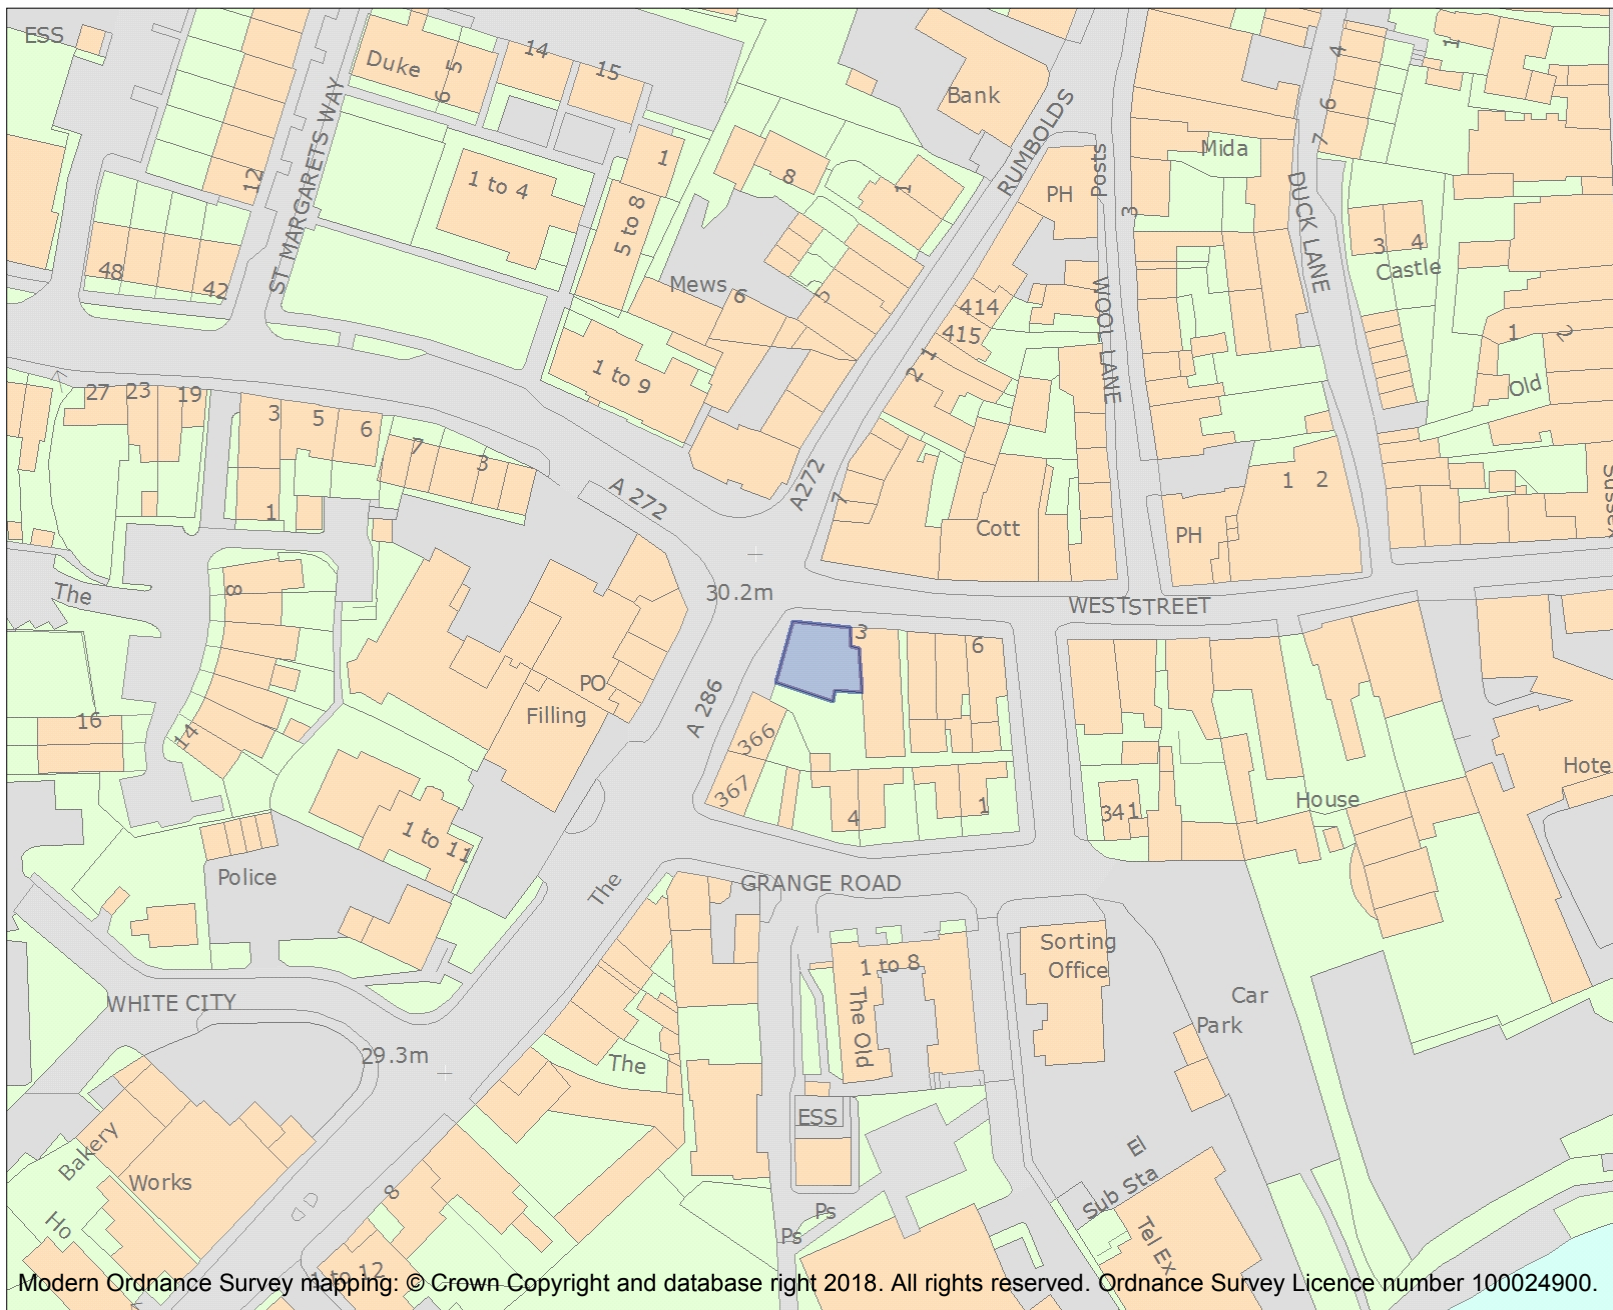 ESS
Duke
5
6
14
15
Bank
RUMBOLDS
4
1
6
7
12
ST MARGARETS WAY
1 to 4
1
5 to 8
8
1
PH
Posts
3
Mida
DUCK LANE
3 4
Castle
48
42
Mews
6
5
414
415
1
2
WOOL LANE
1
2
Old
27 23 19
3
5
6
7
3
1
1 to 9
A 272
A272
7
Cott
PH
1 2
Sussex
The
8
30.2m
WESTSTREET
3
6
PO
Filling
A 286
366
367
4
1
16
14
1 to 11
341
House
Hote
Police
The
GRANGE ROAD
Sorting
Office
1 to 8
The Old
Car
Park
WHITE CITY
29.3m
The
ESS
Bakery
Works
Ho
8
1 to 12
Ps
Ps
El
Sub Sta
Tel Ex
Modern Ordnance Survey mapping: © Crown Copyright and database right 2018. All rights reserved. Ordnance Survey Licence number 100024900.